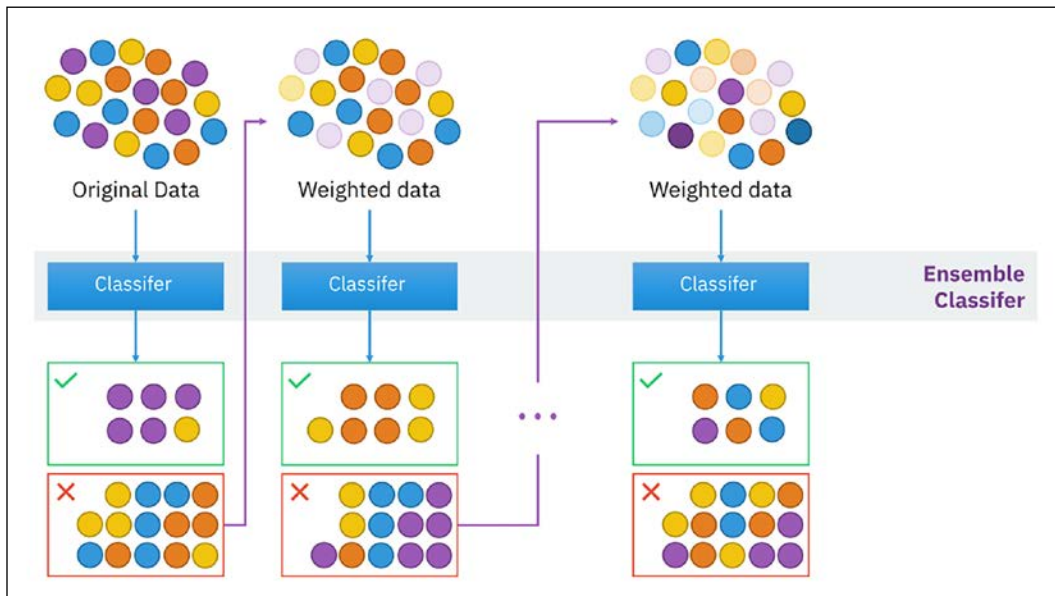 Original Data
Weighted data
Weighted data
Classifer
Classifer
Classifer
Ensemble
Classifer